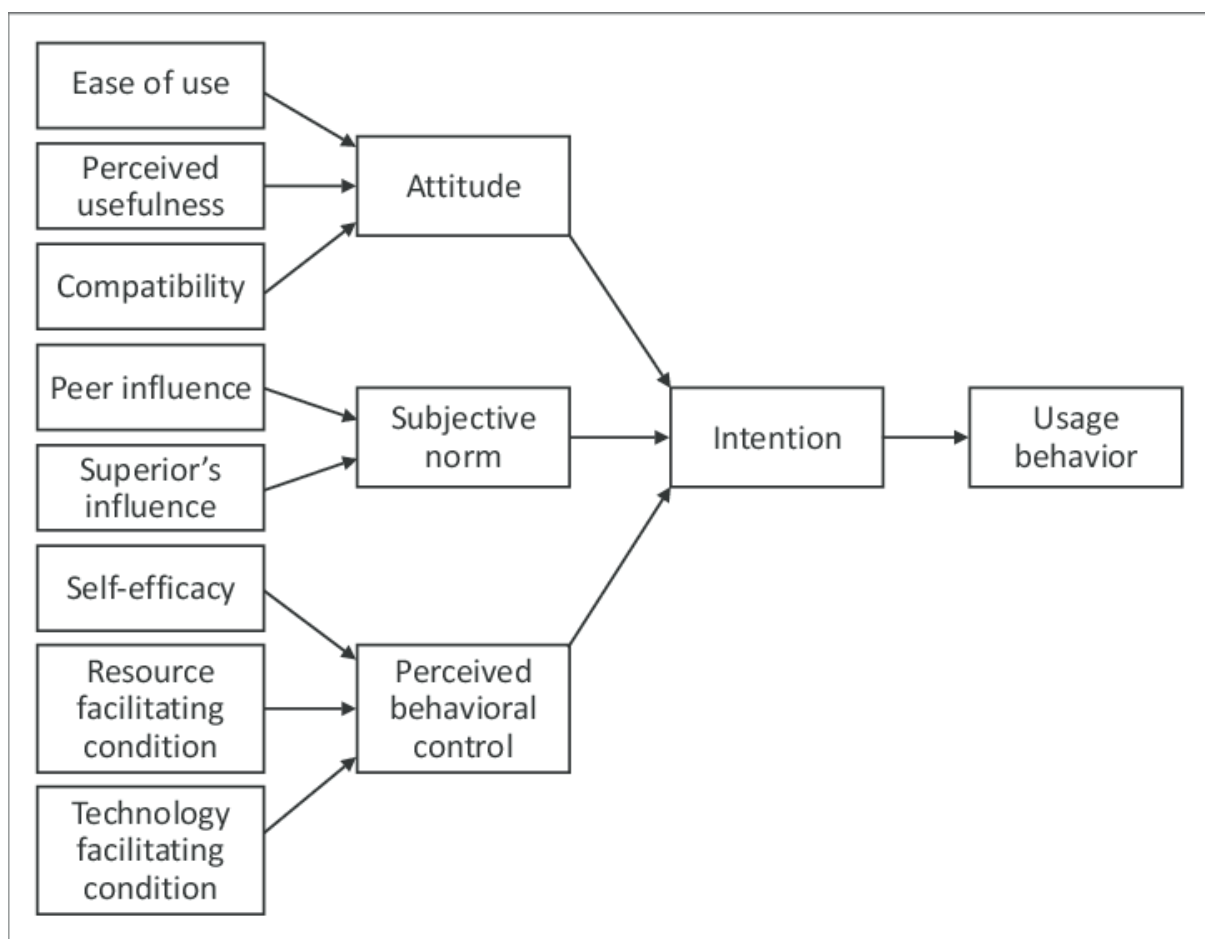 Ease of use
Perceived
usefulness
Compatibility
Peer influence
Superior’s
influence
Self-efficacy
Resource
facilitating
condition
Technology
facilitating
condition
Attitude
Subjective
norm
Perceived
behavioral
control
Intention
Usage
behavior